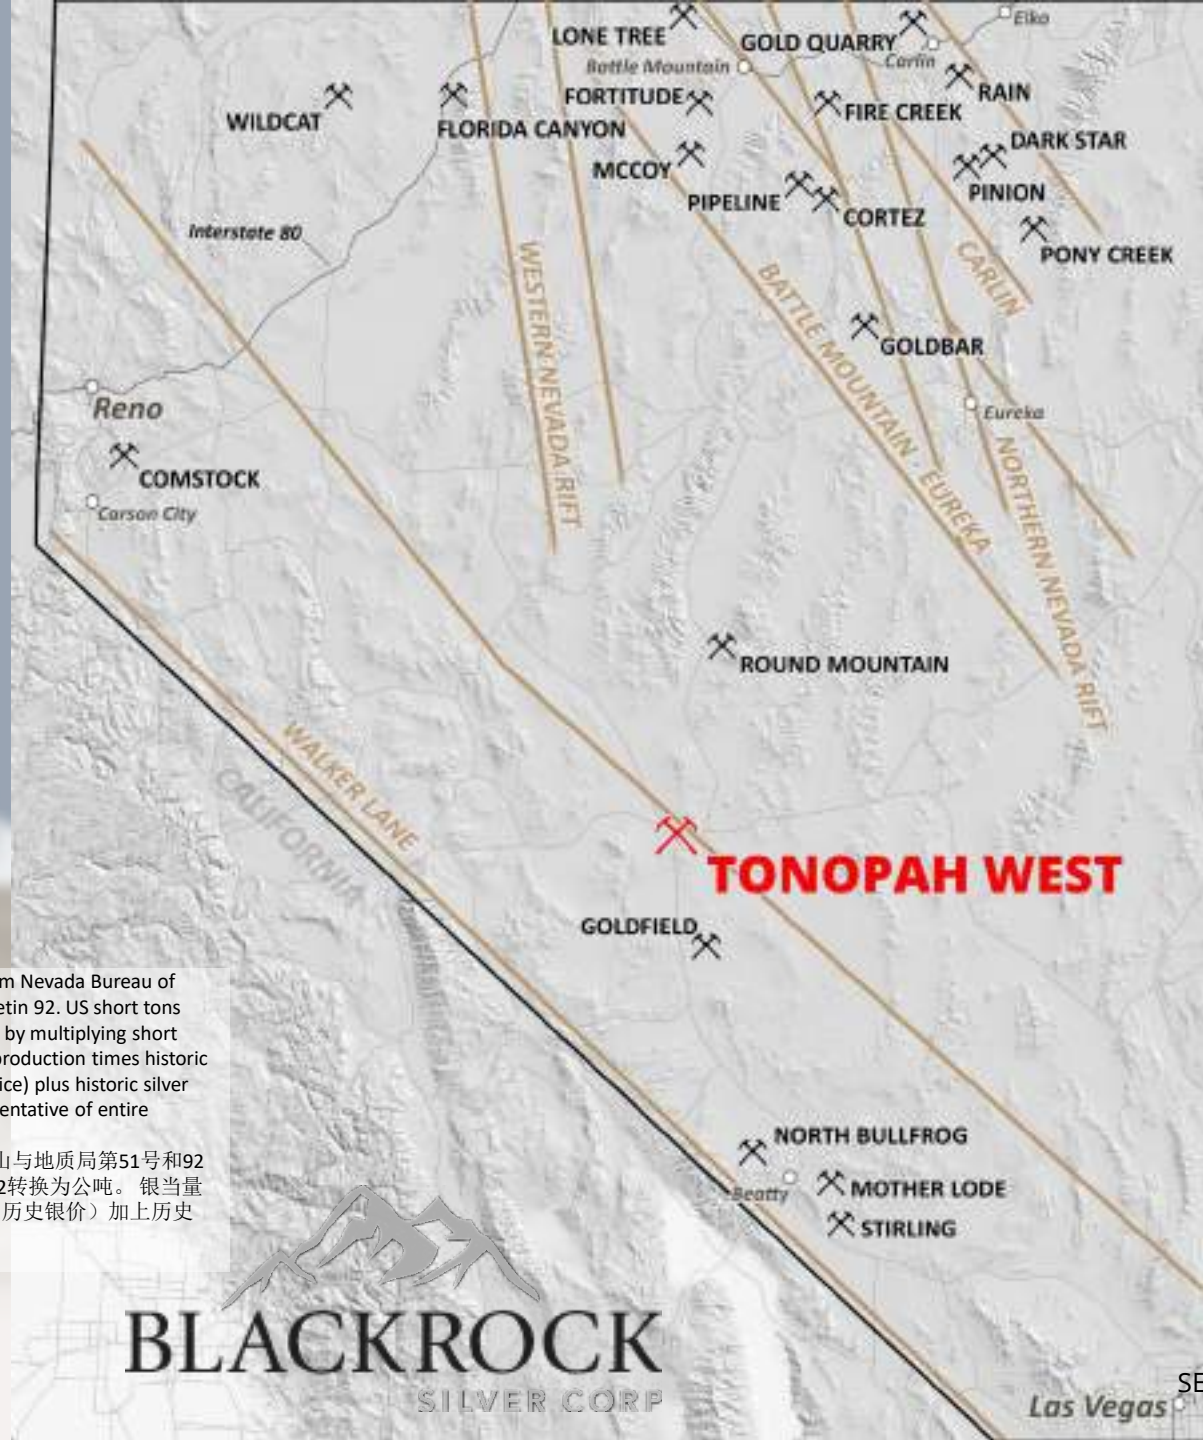 Elko
LONE TREE
GOLD QUARRY
Battle Mountain
Carlin
RAIN
WILDCAT
FORTITUDE
FIRE CREEK
FLORIDA CANYON
DARK STAR
MCCOY
PINION
PIPELINE
CORTEZ
Interstate 80
PONY CREEK
WESTERN NEVADA RIFT
BATTLE MOUNTAIN - EUREKA
CARLIN
GOLDBAR
Reno
Eureka
NORTHERN NEVADA RIFT
COMSTOCK
Carson City
ROUND MOUNTAIN
WALKER LANE
CALIFORNIA
TONOPAH WEST
GOLDFIELD
m Nevada Bureau of
etin 92. US short tons
by multiplying short
production times historic
ice) plus historic silver
entative of entire
山与地质局第51号和92
2转换为公吨。 银当量
历史银价）加上历史
NORTH BULLFROG
Beatty
MOTHER LODE
STIRLING
BLACKROCK
SILVER CORP
SE
Las Vegas